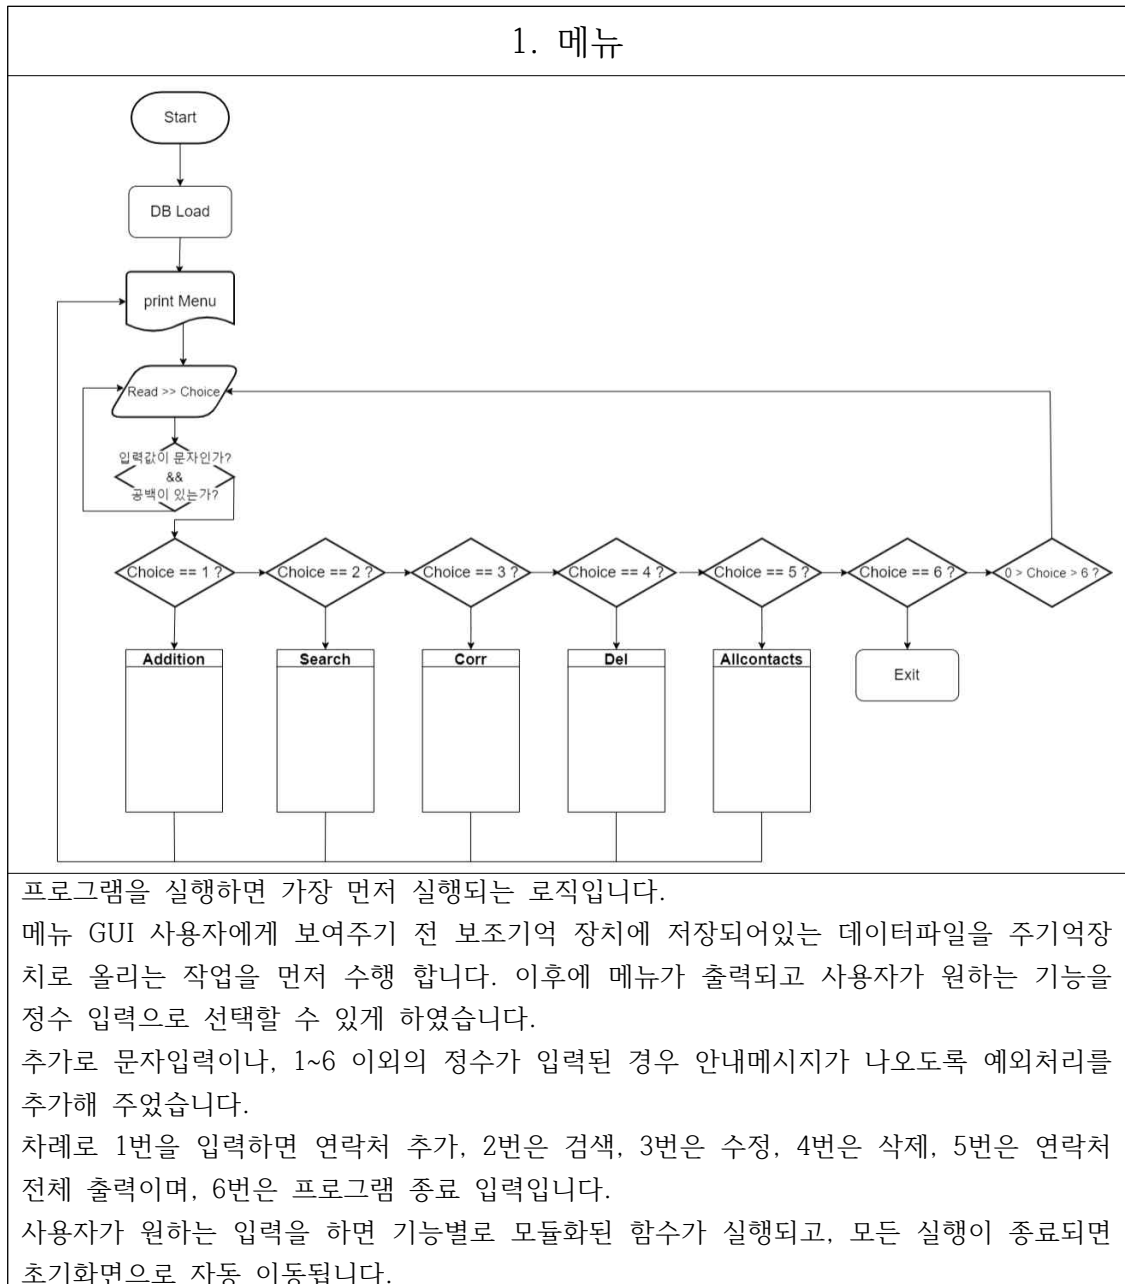 1. 메뉴
Start
DB Load
print Menu
Read >> Choice
입력값이 문자인가?
&&
공백이 있는가?
Choice == 1 ?
Choice == 2 ?
Choice == 3 ?
Choice == 4 ?
Choice == 5 ?
Choice == 6 ?
0 > Choice > 6 ?
Addition
Search
Corr
Del
Allcontacts
Exit
프로그램을 실행하면 가장 먼저 실행되는 로직입니다.
메뉴 GUI 사용자에게 보여주기 전 보조기억 장치에 저장되어있는 데이터파일을 주기억장
치로 올리는 작업을 먼저 수행 합니다. 이후에 메뉴가 출력되고 사용자가 원하는 기능을
정수 입력으로 선택할 수 있게 하였습니다.
추가로 문자입력이나, 1~6 이외의 정수가 입력된 경우 안내메시지가 나오도록 예외처리를
추가해 주었습니다.
차례로 1번을 입력하면 연락처 추가, 2번은 검색, 3번은 수정, 4번은 삭제, 5번은 연락처
전체 출력이며, 6번은 프로그램 종료 입력입니다.
사용자가 원하는 입력을 하면 기능별로 모듈화된 함수가 실행되고, 모든 실행이 종료되면
초기화면으로 자동 이동됩니다.